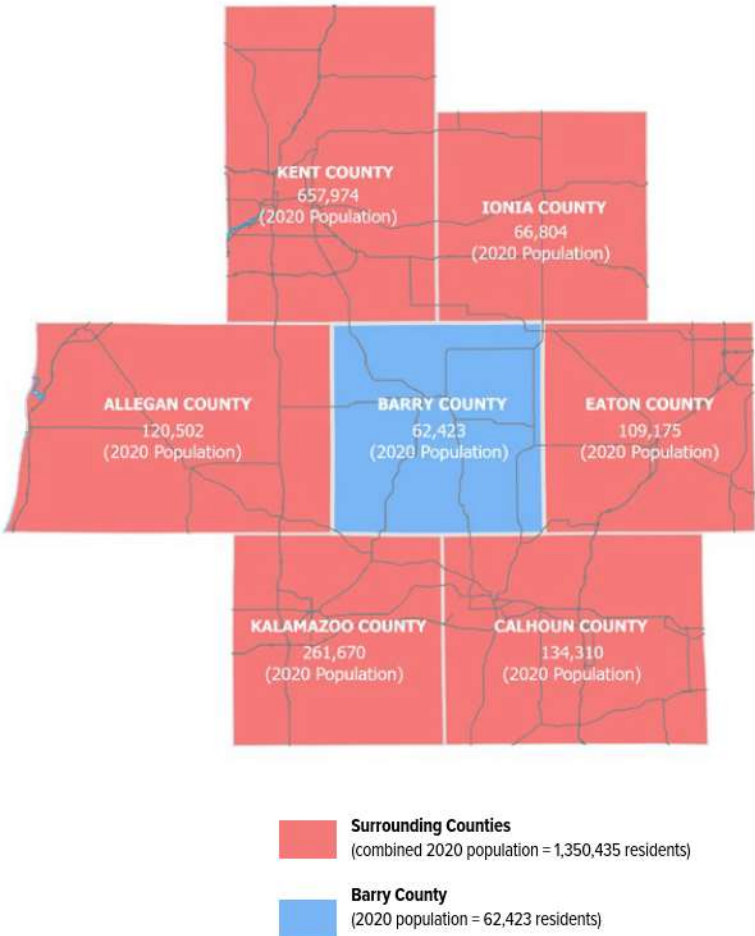 KENT COUNTY
657,974
(2020 Population)
IONIA COUNTY
66,804
(2020 Population)
ALLEGAN COUNTY
120,502
(2020 Population)
BARRY COUNTY
62,423
(2020 Population)
EATON COUNTY
109,175
(2020 Population)
KALAMAZOO COUNTY
261,670
(2020 Population)
CALHOUN COUNTY
134,310
(2020 Population)
Surrounding Counties
(combined 2020 population = 1,350,435 residents)
Barry County
(2020 population = 62,423 residents)